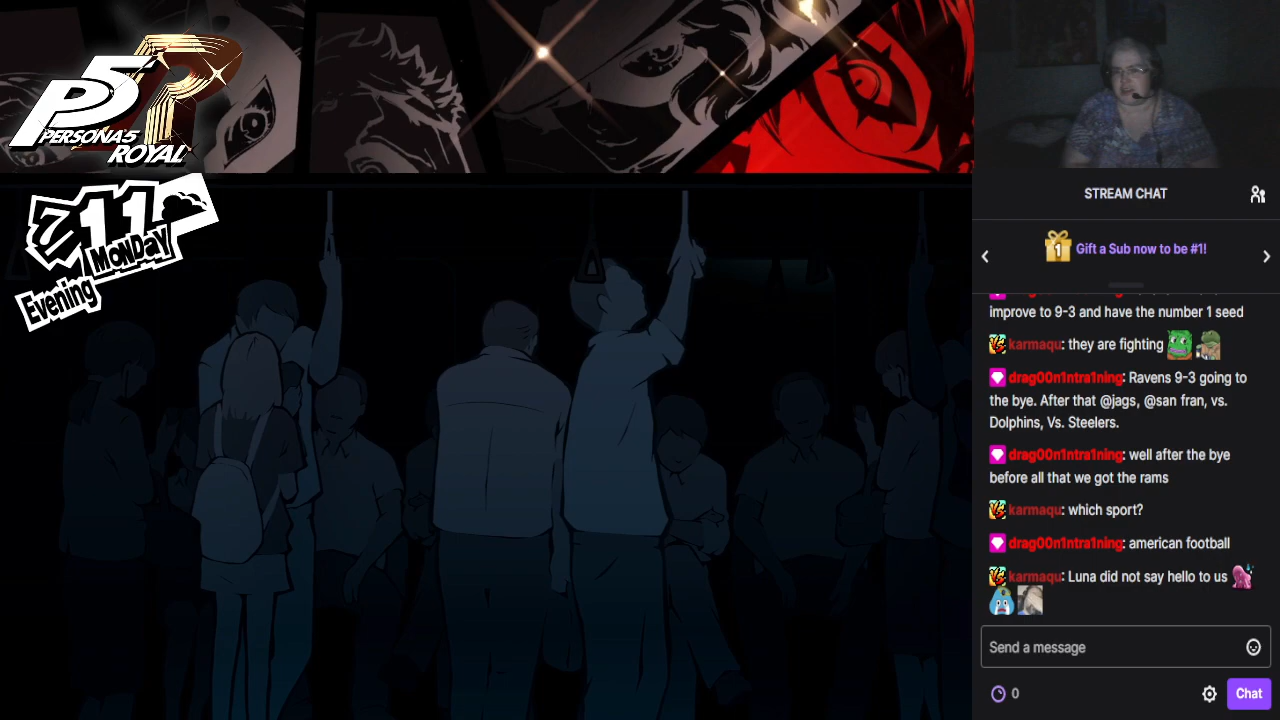 P5R
PERSONA5
ROYAL
7/11
MONDAY
Evening
STREAM CHAT
1
Gift a Sub now to be #1!
improve to 9-3 and have the number 1 seed
karmaqu: they are fighting
drag00n1ntra1ning: Ravens 9-3 going to
the bye. After that @jags, @san fran, vs.
Dolphins, Vs. Steelers.
drag00n1ntra1ning: well after the bye
before all that we got the rams
karmaqu: which sport?
drag00n1ntra1ning: american football
karmaqu: Luna did not say hello to us
Send a message
0
Chat